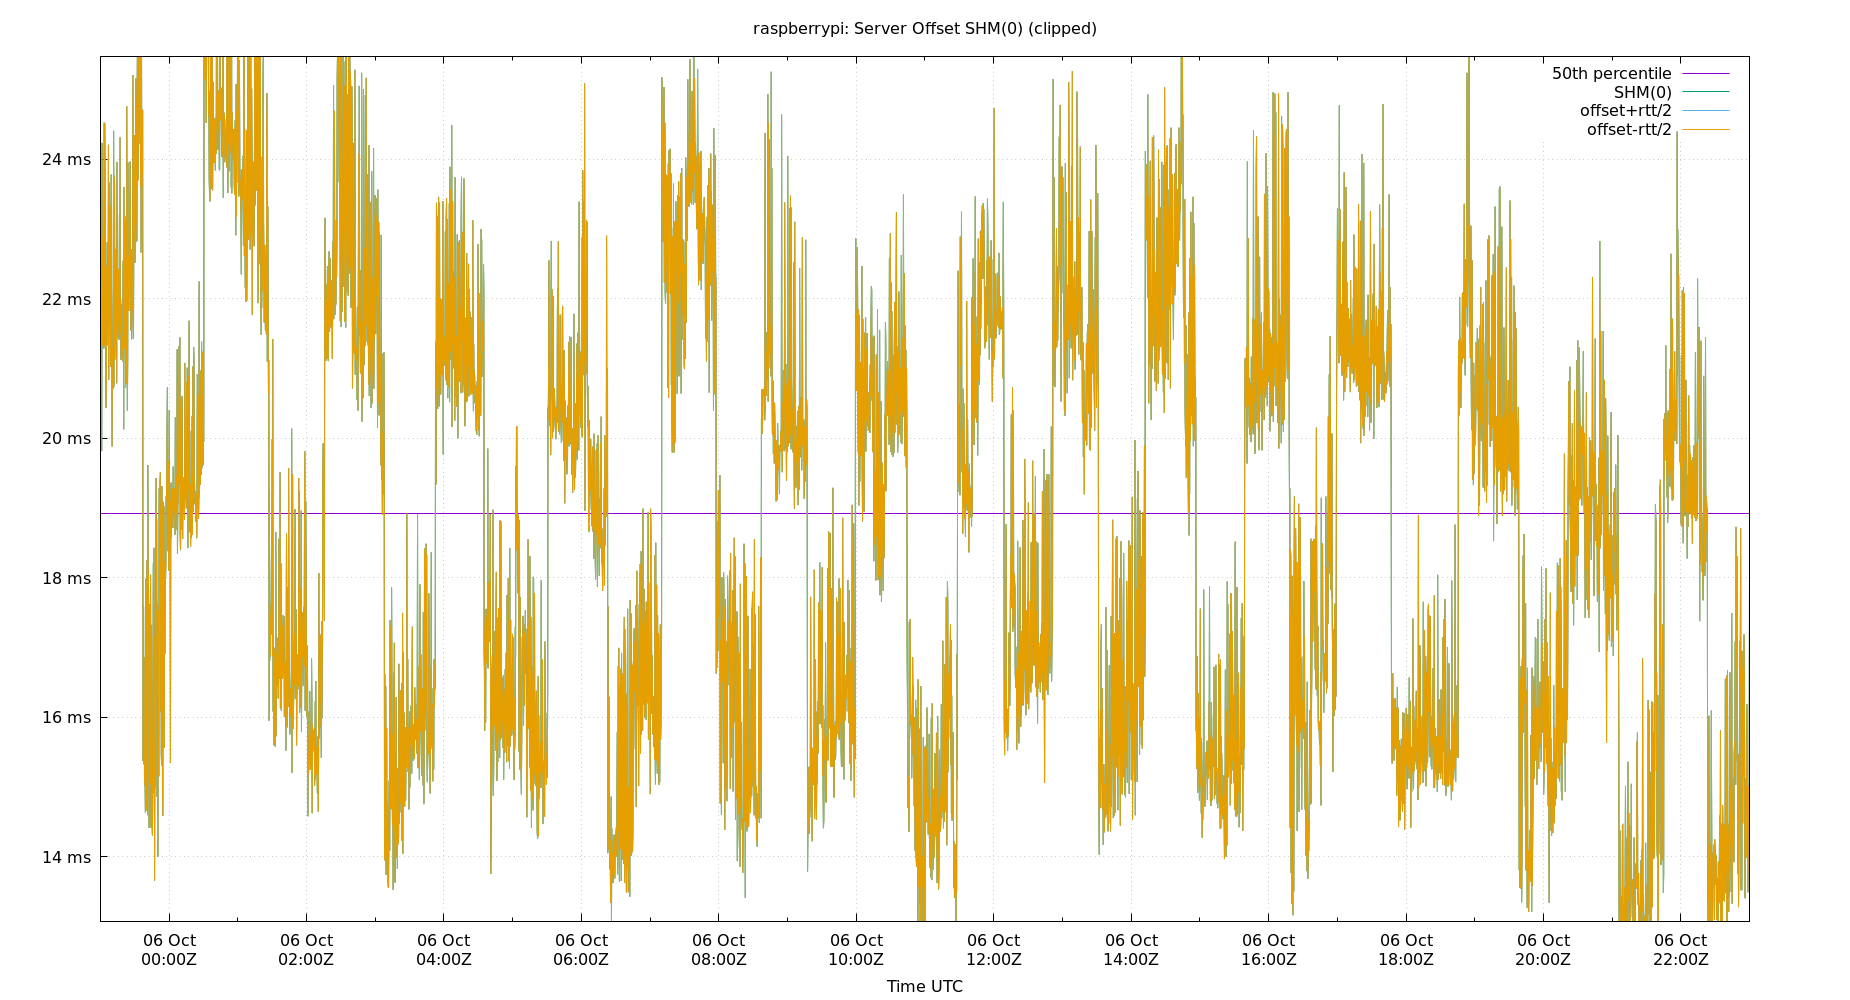 raspberrypi: Server Offset SHM(0) (clipped)
50th percentile
SHM(0)
offset+rtt/2
offset-rtt/2
24 ms
22 ms
20 ms
18 ms
16 ms
14 ms
06 Oct 06 Oct 06 Oct 06 Oct 06 Oct 06 Oct 06 Oct 06 Oct 06 Oct 06 Oct 06 Oct 06 Oct
00:00Z 02:00Z 04:00Z 06:00Z 08:00Z 10:00Z 12:00Z 14:00Z 16:00Z 18:00Z 20:00Z 22:00Z
Time UTC